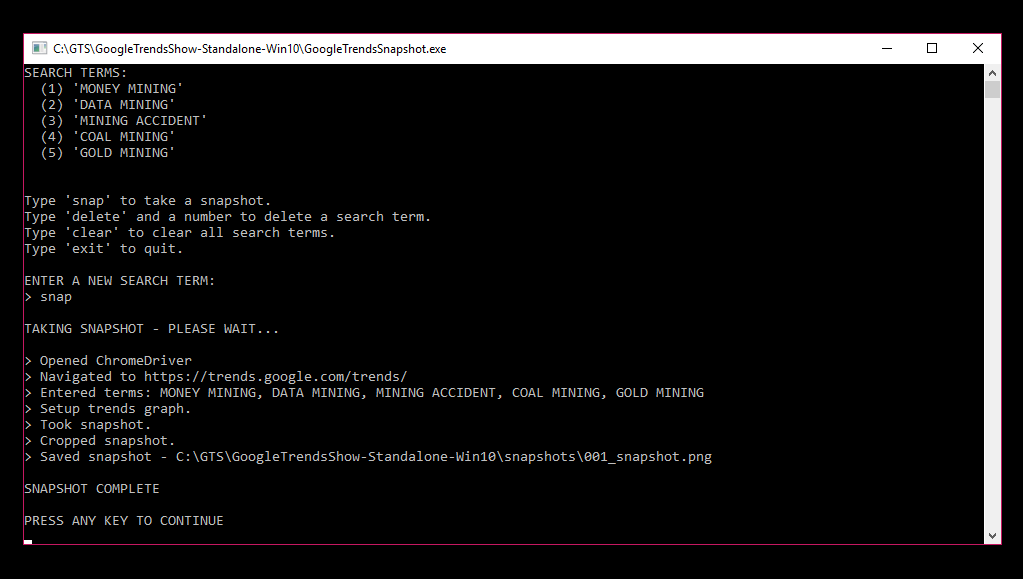 C:\GTS\GoogleTrendsShow-Standalone-Win10\GoogleTrendsSnapshot.exe
SEARCH TERMS:
(1) 'MONEY MINING'
(2) 'DATA MINING'
(3) 'MINING ACCIDENT'
(4) 'COAL MINING'
(5) 'GOLD MINING'
Type 'snap' to take a snapshot.
Type 'delete' and a number to delete a search term.
Type 'clear' to clear all search terms.
Type 'exit' to quit.
ENTER A NEW SEARCH TERM:
> snap
TAKING SNAPSHOT - PLEASE WAIT...
> Opened ChromeDriver
> Navigated to https://trends.google.com/trends/
> Entered terms: MONEY MINING, DATA MINING, MINING ACCIDENT, COAL MINING, GOLD MINING
> Setup trends graph.
> Took snapshot.
> Cropped snapshot.
> Saved snapshot - C:\GTS\GoogleTrendsShow-Standalone-Win10\snapshots\001_snapshot.png
SNAPSHOT COMPLETE
PRESS ANY KEY TO CONTINUE